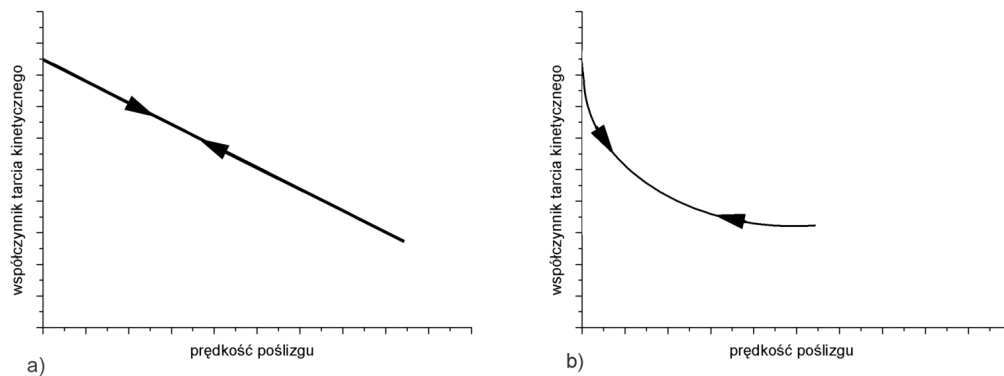 współczynnik tarcia kinetycznego
prędkość poślizgu
a)
współczynnik tarcia kinetycznego
prędkość poślizgu
b)